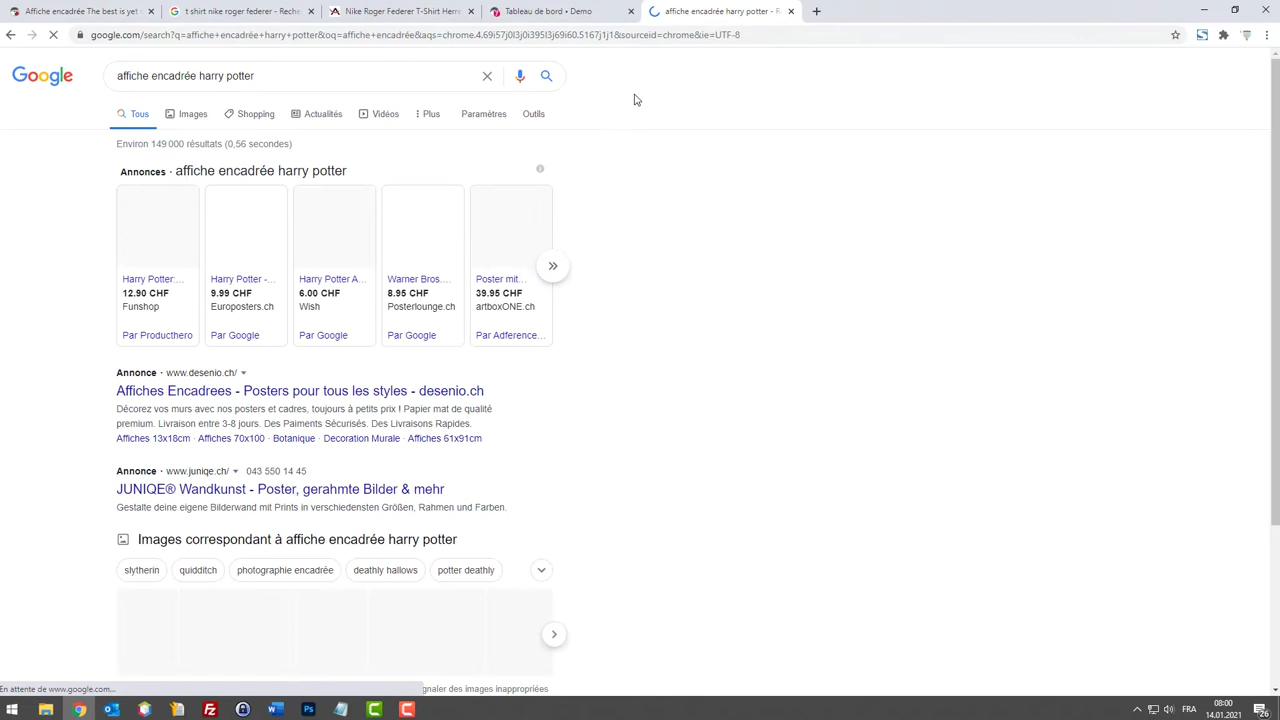 Affiche encadrée The best is yet
t shirt nike roger federer - Reche
Nike Roger Federer T-Shirt Herre
Tableau de bord • Demo
affiche encadrée harry potter - R
google.com/search?q=affiche+encadrée+harry+potter&oq=affiche+encadrée&aqs=chrome.4.69i57j0l3j0i395l3j69i60.5167j1j1&sourceid=chrome&ie=UTF-8
Google
affiche encadrée harry potter
Tous Images Shopping Actualités Vidéos Plus Paramètres Outils
Environ 149 000 résultats (0,56 secondes)
Annonces · affiche encadrée harry potter
Harry Potter:... Harry Potter -... Harry Potter A... Warner Bros.... Poster mit...
12.90 CHF 9.99 CHF 6.00 CHF 8.95 CHF 39.95 CHF
Funshop Europosters.ch Wish Posterlounge.ch artboxONE.ch
Par Producthero Par Google Par Google Par Google Par Adference...
Annonce · www.desenio.ch/
Affiches Encadrees - Posters pour tous les styles - desenio.ch
Décorez vos murs avec nos posters et cadres, toujours à petits prix ! Papier mat de qualité
premium. Livraison entre 3-8 jours. Des Paiments Sécurisés. Des Livraisons Rapides.
Affiches 13x18cm · Affiches 70x100 · Botanique · Decoration Murale · Affiches 61x91cm
Annonce · www.juniqe.ch/ 043 550 14 45
JUNIQE® Wandkunst - Poster, gerahmte Bilder & mehr
Gestalte deine eigene Bilderwand mit Prints in verschiedensten Größen, Rahmen und Farben.
Images correspondant à affiche encadrée harry potter
slytherin quidditch photographie encadrée deathly hallows potter deathly
En attente de www.google.com... gnaler des images inappropriées
FRA
08:00
14.01.2021
26